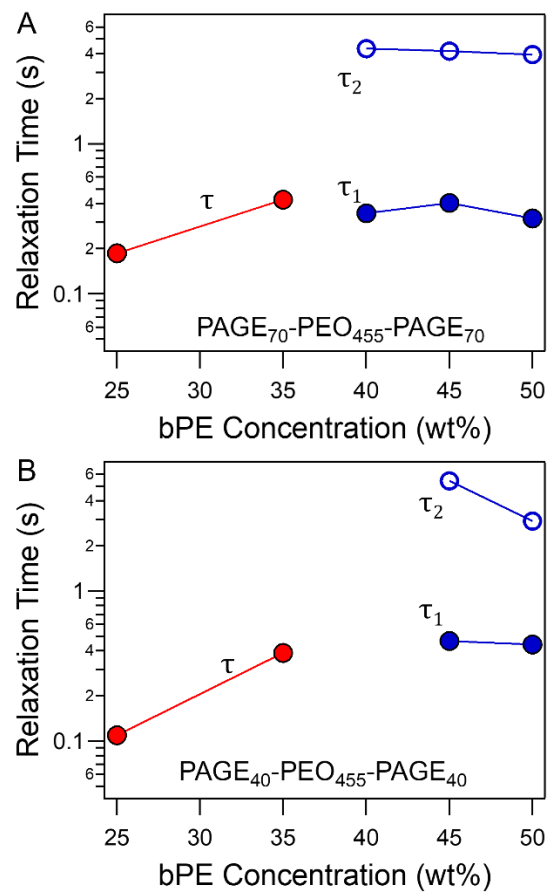 A
Relaxation Time (s)
6
4
2
1
6
4
2
0.1
6
τ₂
τ
τ₁
PAGE₇₀-PEO₄₅₅-PAGE₇₀
25 30 35 40 45 50
bPE Concentration (wt%)
B
Relaxation Time (s)
6
4
2
1
6
4
2
0.1
6
τ₂
τ₁
τ
PAGE₄₀-PEO₄₅₅-PAGE₄₀
25 30 35 40 45 50
bPE Concentration (wt%)